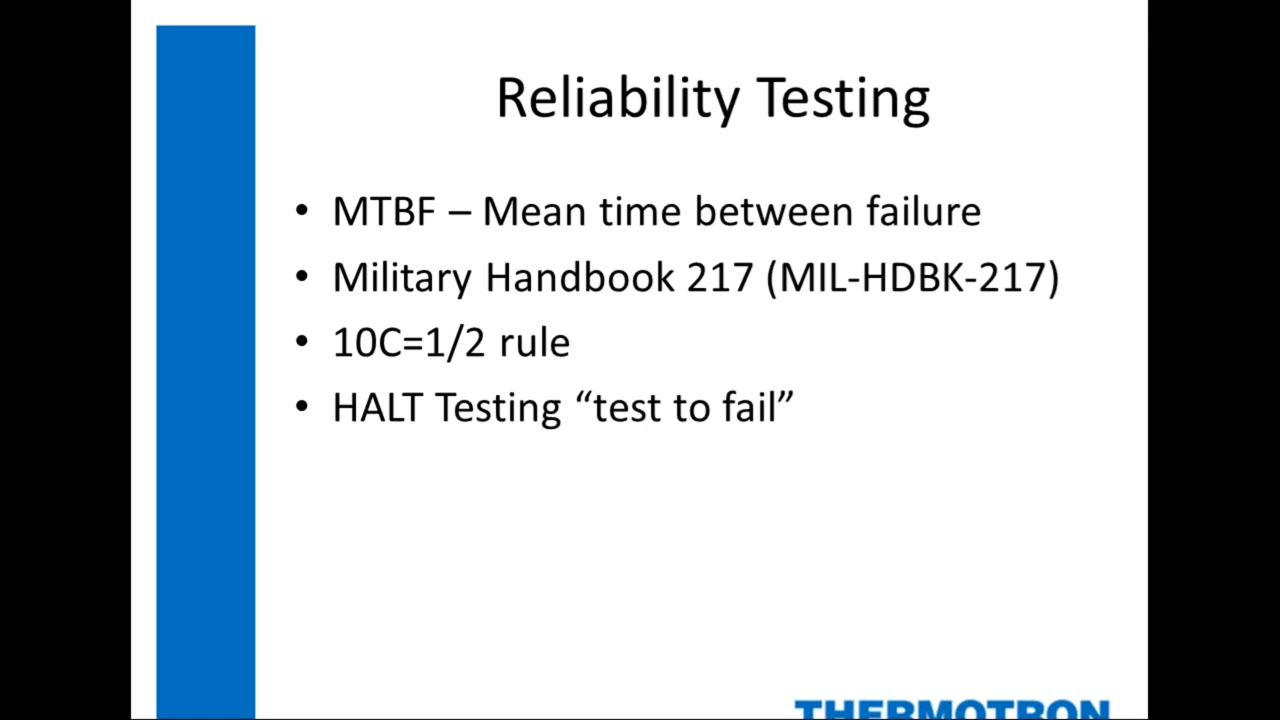 Reliability Testing
• MTBF – Mean time between failure
• Military Handbook 217 (MIL-HDBK-217)
• 10C=1/2 rule
• HALT Testing “test to fail”
THERMOTRON